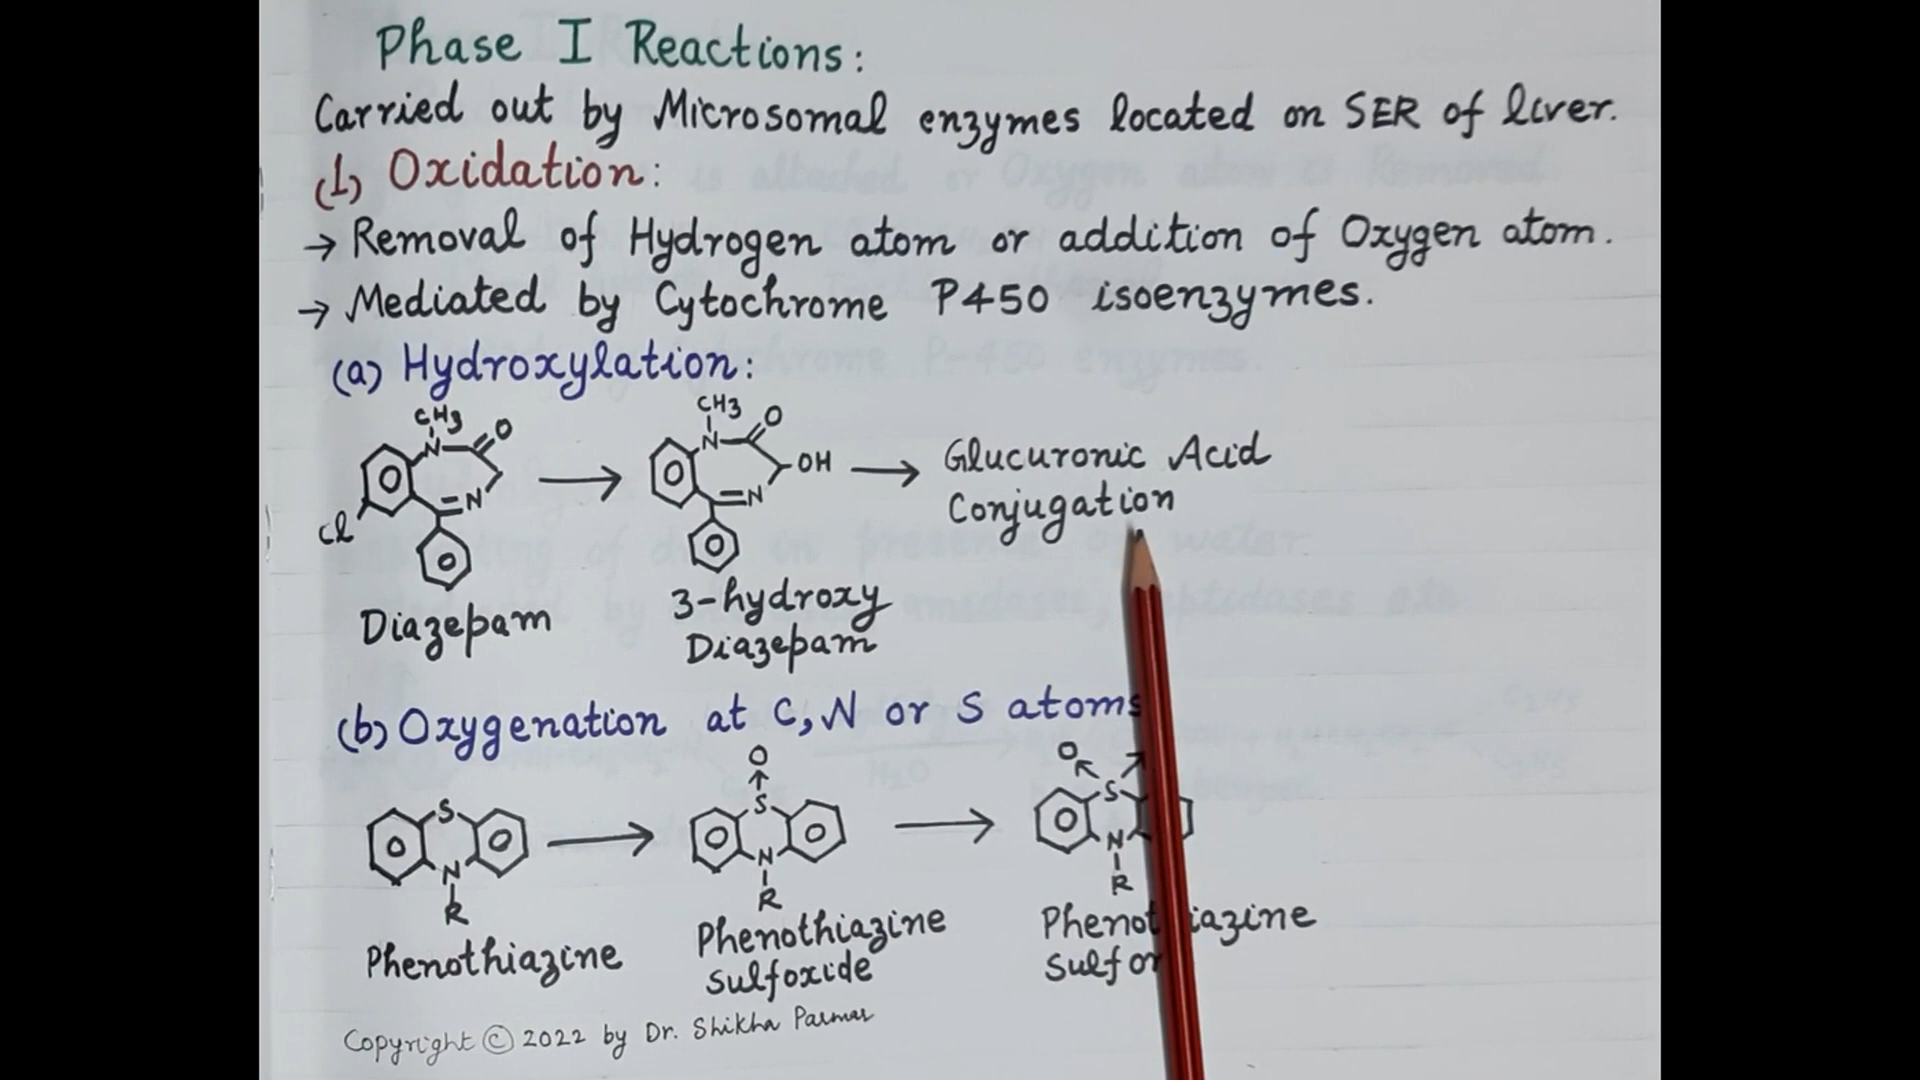 Phase I Reactions:
Carried out by Microsomal enzymes located on SER of liver.
(1) Oxidation:
→ Removal of Hydrogen atom or addition of Oxygen atom.
→ Mediated by Cytochrome P450 isoenzymes.
(a) Hydroxylation:
CH3 N O N Cl
CH3 N O OH N
Glucuronic Acid
Conjugation
Diazepam
3-hydroxy
Diazepam
(b) Oxygenation at C, N or S atoms
S N R
O S N R
O S N R
Phenothiazine
Phenothiazine
Sulfoxide
Phenothiazine
Copyright © 2022 by Dr. Shikha Parmar